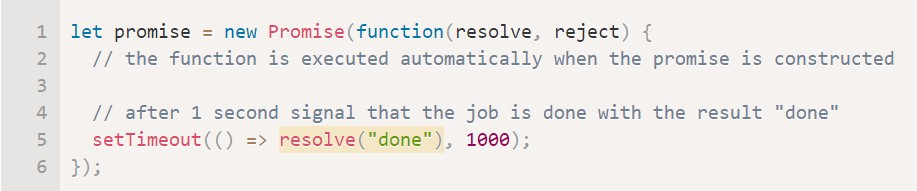 1 let promise = new Promise(function(resolve, reject) {
2   // the function is executed automatically when the promise is constructed
3
4   // after 1 second signal that the job is done with the result "done"
5   setTimeout(() => resolve("done"), 1000);
6 });